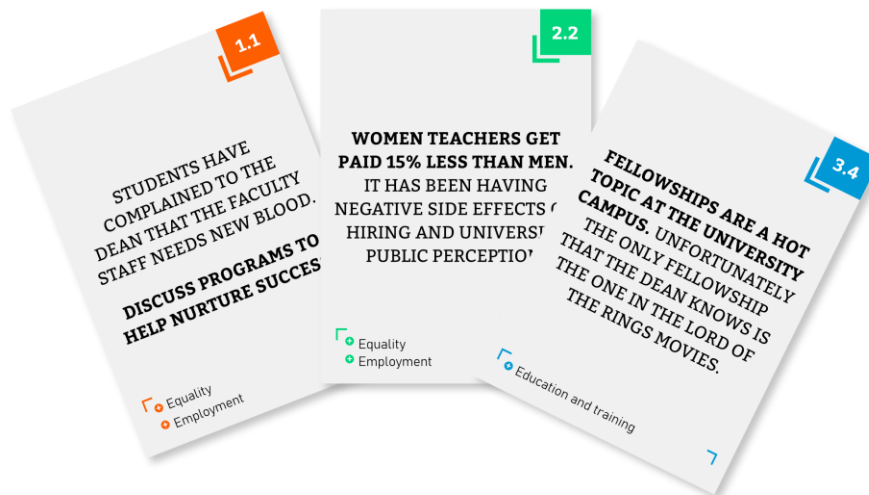 1.1
STUDENTS HAVE
COMPLAINED TO THE
DEAN THAT THE FACULTY
STAFF NEEDS NEW BLOOD.
DISCUSS PROGRAMS TO
HELP NURTURE
Equality
Employment
2.2
WOMEN TEACHERS GET
PAID 15% LESS THAN MEN.
IT HAS BEEN HAVING
NEGATIVE SIDE EFFECTS
HIRING AND
PUBLIC
Equality
Employment
3.4
FELLOWSHIPS ARE A HOT
TOPIC AT THE UNIVERSITY
CAMPUS. UNFORTUNATELY
THE ONLY FELLOWSHIP
THAT THE DEAN KNOWS IS
THE ONE IN THE LORD OF
THE RINGS MOVIES.
Education and training